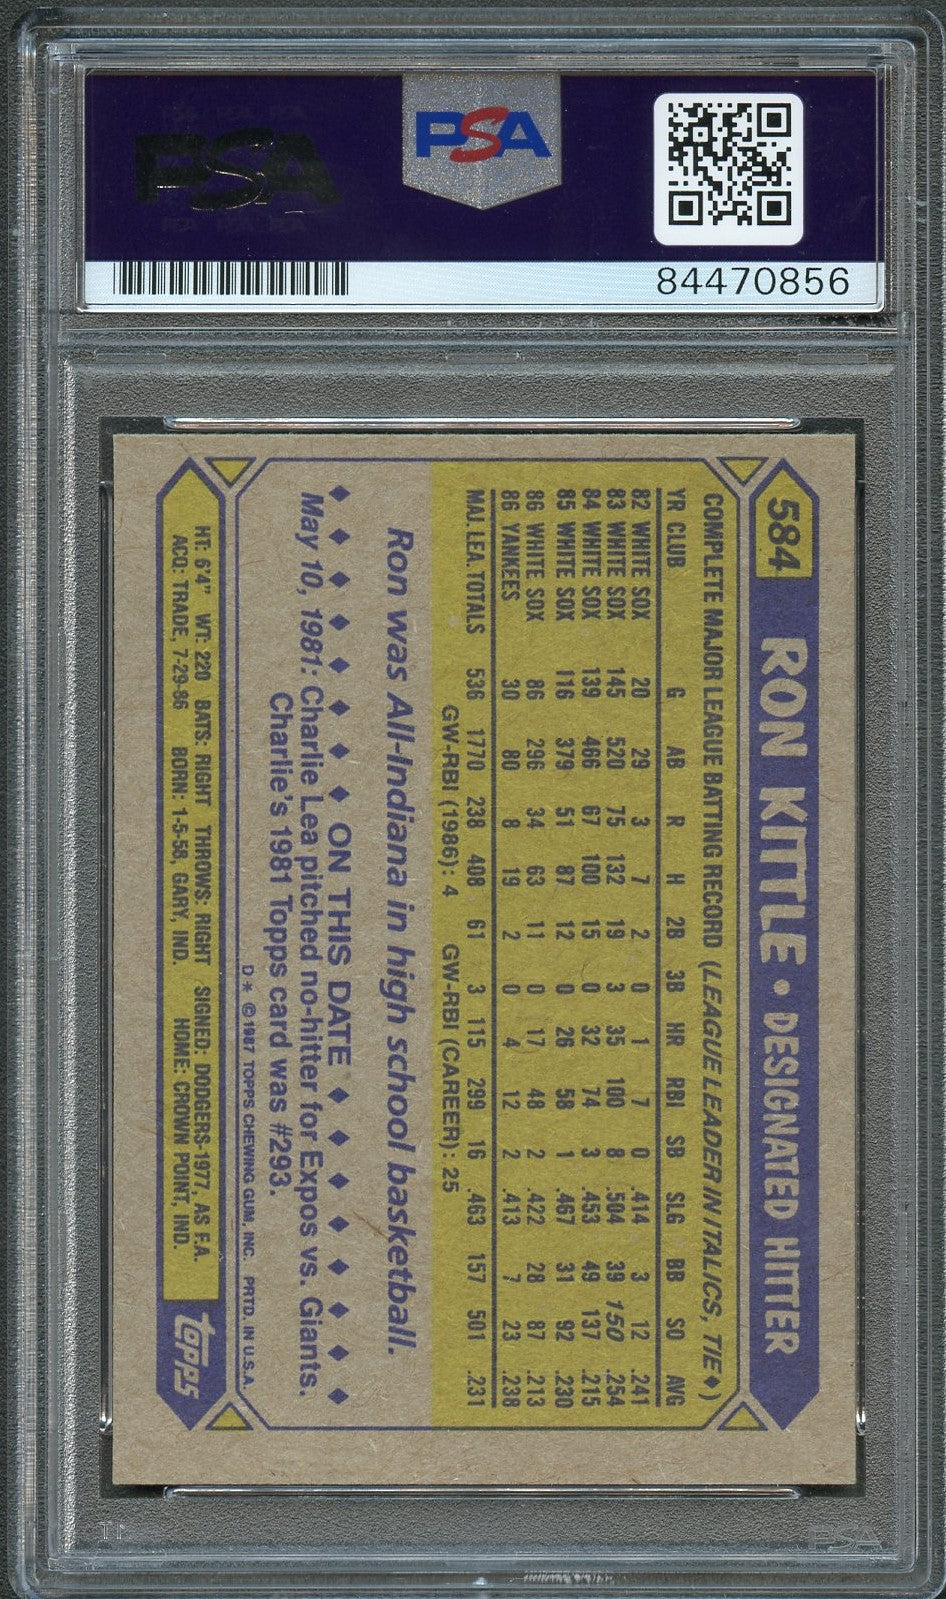 PSA
PSA
84470856
584 RON KITTLE • DESIGNATED HITTER
COMPLETE MAJOR LEAGUE BATTING RECORD (LEAGUE LEADER IN ITALICS, TIE♦)
YR CLUB G AB R H 2B 3B HR RBI SB SLG BB SO AVG
82 WHITE SOX 20 29 3 7 2 0 1 7 0 .414 3 12 .241
83 WHITE SOX 145 520 75 132 19 3 35 100 8 .504 39 150 .254
84 WHITE SOX 139 466 67 100 15 0 32 74 3 .453 49 137 .215
85 WHITE SOX 116 379 51 87 12 0 26 58 1 .467 31 92 .230
86 WHITE SOX 86 296 34 63 11 0 17 48 2 .422 28 87 .213
86 YANKEES 30 80 8 19 2 0 4 12 2 .413 7 23 .238
MAJ. LEA. TOTALS 536 1770 238 408 61 3 115 299 16 .463 157 501 .231
GW-RBI (1986): 4 GW-RBI (CAREER): 25
Ron was All-Indiana in high school basketball.
♦ ♦ ♦ ♦ ♦ ♦ ♦ ♦ ON THIS DATE ♦ ♦ ♦ ♦ ♦ ♦ ♦ ♦
May 10, 1981: Charlie Lea pitched no-hitter for Expos vs. Giants.
Charlie's 1981 Topps card was #293.
D* ©1987 TOPPS CHEWING GUM, INC. PRTD. IN U.S.A.
HT: 6'4" WT: 220 BATS: RIGHT THROWS: RIGHT SIGNED: DODGERS-1977, AS F.A.
ACQ: TRADE, 7-29-86 BORN: 1-5-58, GARY, IND. HOME: CROWN POINT, IND.
topps
PSA